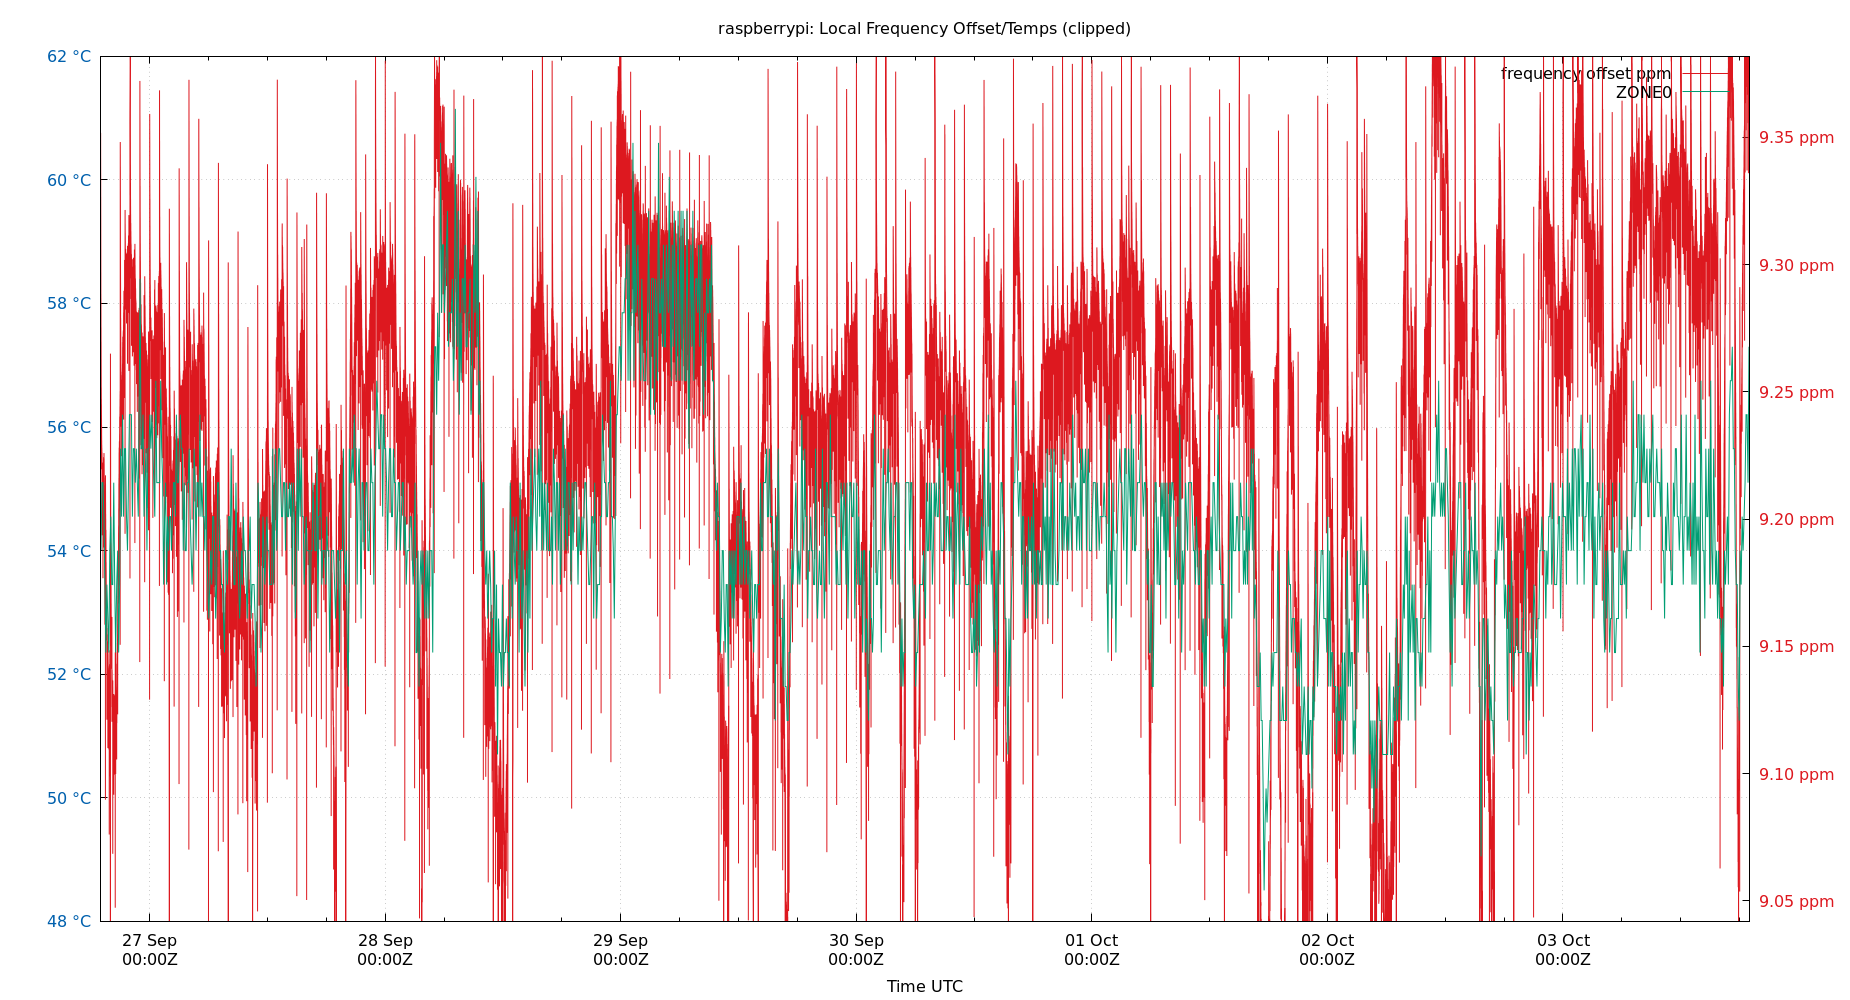 raspberrypi: Local Frequency Offset/Temps (clipped)
62 °C
60 °C
58 °C
56 °C
54 °C
52 °C
50 °C
48 °C
frequency offset ppm
ZONE0
9.35 ppm
9.30 ppm
9.25 ppm
9.20 ppm
9.15 ppm
9.10 ppm
9.05 ppm
27 Sep
00:00Z
28 Sep
00:00Z
29 Sep
00:00Z
30 Sep
00:00Z
01 Oct
00:00Z
02 Oct
00:00Z
03 Oct
00:00Z
Time UTC